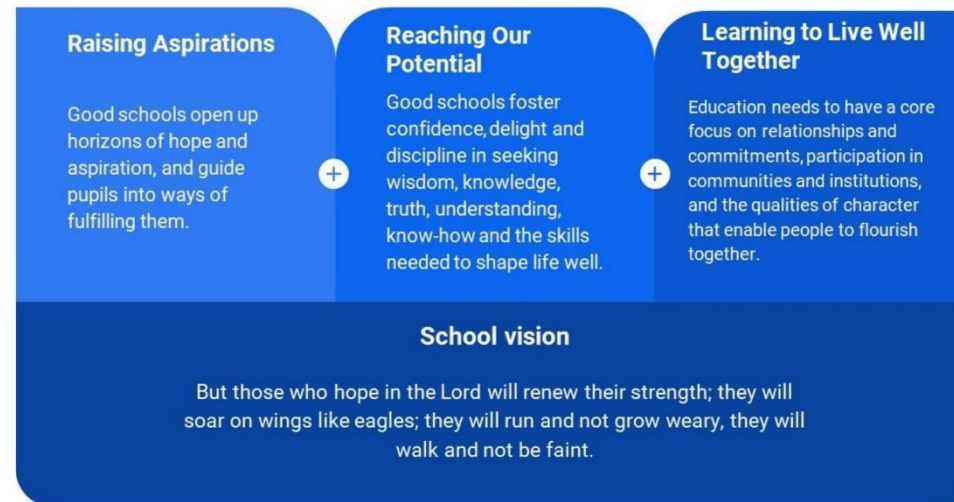 Raising Aspirations
Good schools open up
horizons of hope and
aspiration, and guide
pupils into ways of
fulfilling them.
+
Reaching Our
Potential
Good schools foster
confidence, delight and
discipline in seeking
wisdom, knowledge,
truth, understanding,
know-how and the skills
needed to shape life well.
+
Learning to Live Well
Together
Education needs to have a core
focus on relationships and
commitments, participation in
communities and institutions,
and the qualities of character
that enable people to flourish
together.
School vision
But those who hope in the Lord will renew their strength; they will
soar on wings like eagles; they will run and not grow weary, they will
walk and not be faint.